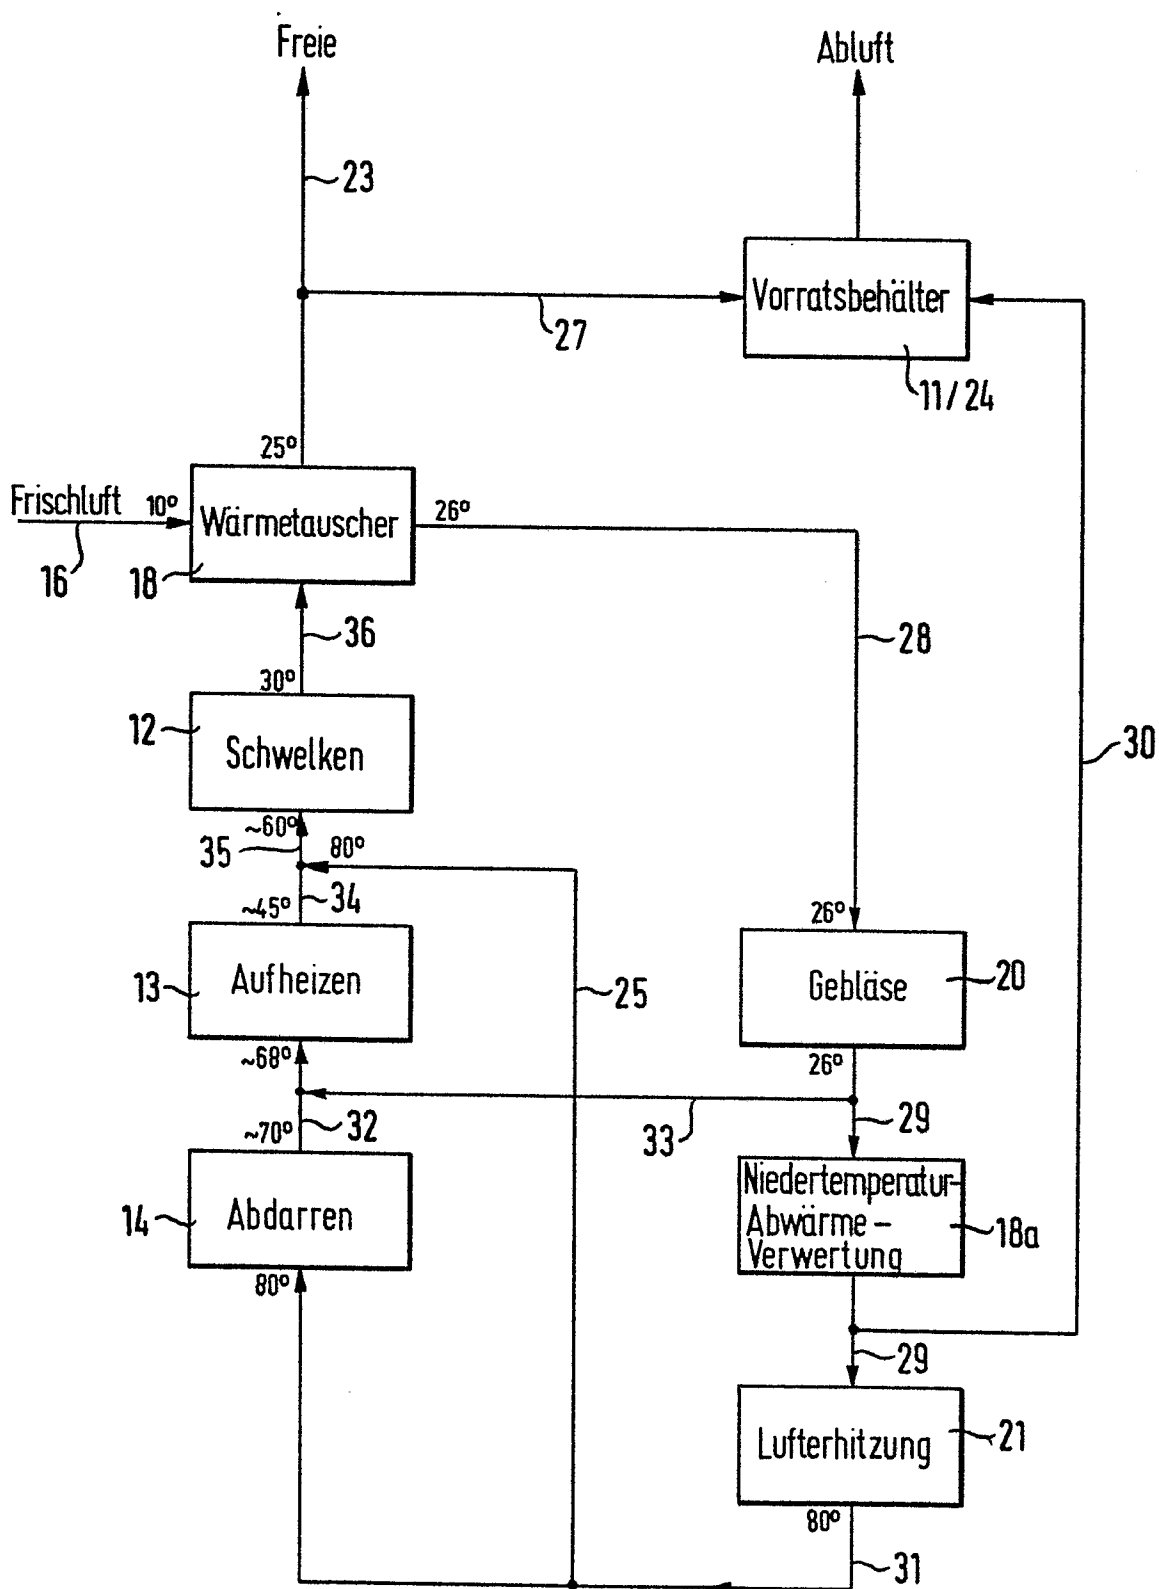 Freie
Abluft
23
27
Vorratsbehälter
11/24
25°
Frischluft
10°
Wärmetauscher
26°
16
18
36
28
30°
12
Schwelken
30
~60°
35
80°
34
~45°
26°
13
Aufheizen
25
Gebläse
20
~68°
26°
32
33
29
~70°
14
Abdarren
Niedertemperatur-
Abwärme-
Verwertung
18a
80°
29
Lufterhitzung
21
80°
31